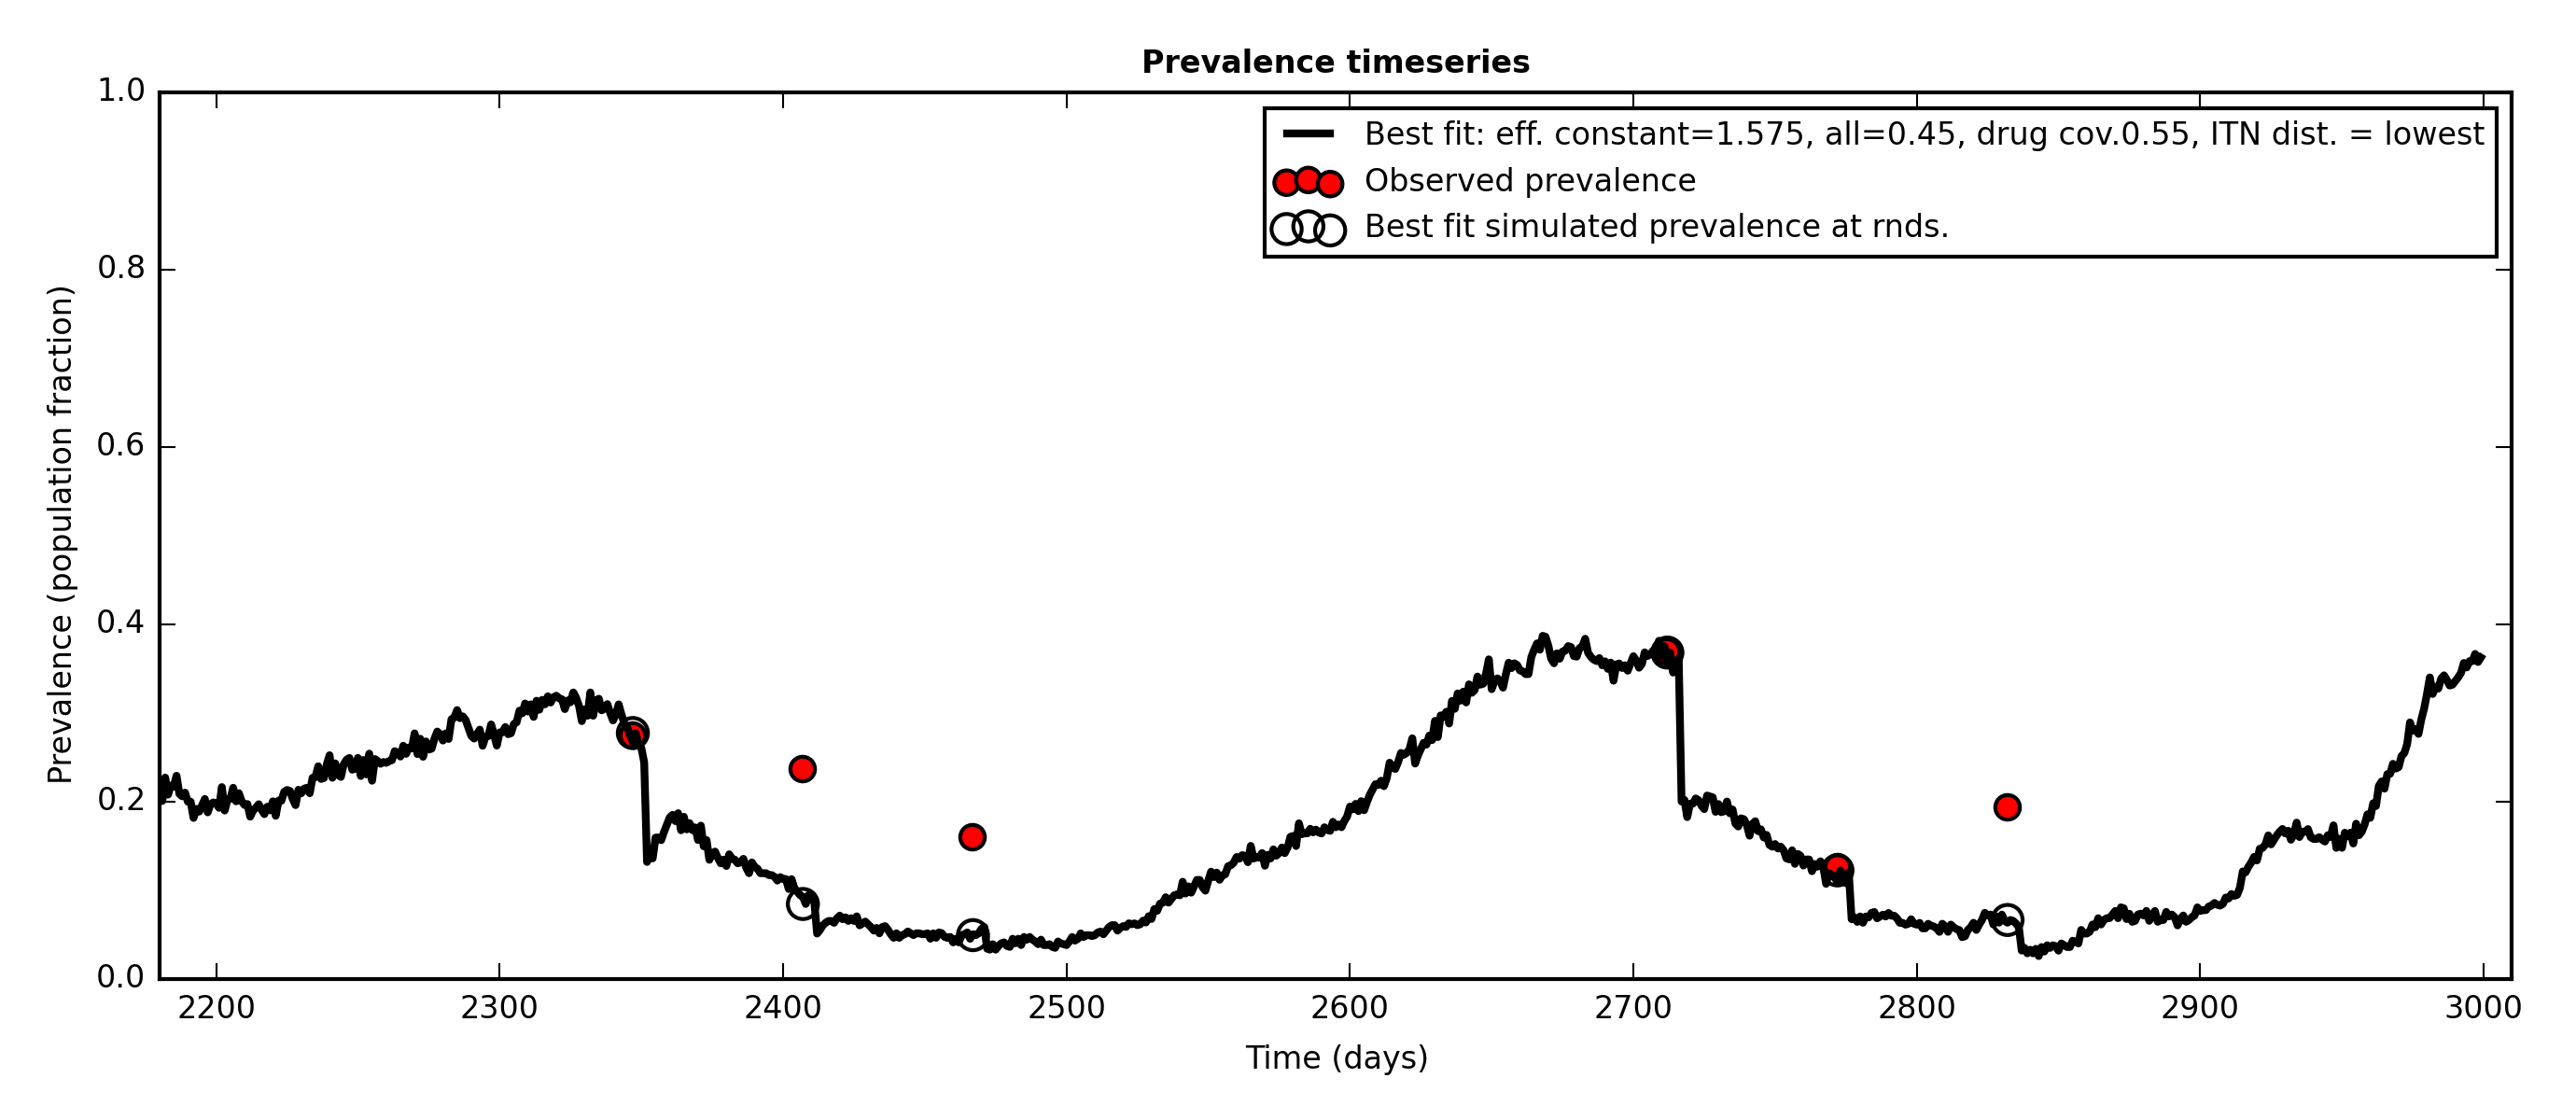 Prevalence timeseries
1.0
0.8
0.6
0.4
0.2
0.0
Prevalence (population fraction)
Best fit: eff. constant=1.575, all=0.45, drug cov.0.55, ITN dist. = lowest
Observed prevalence
Best fit simulated prevalence at rnds.
2200 2300 2400 2500 2600 2700 2800 2900 3000
Time (days)